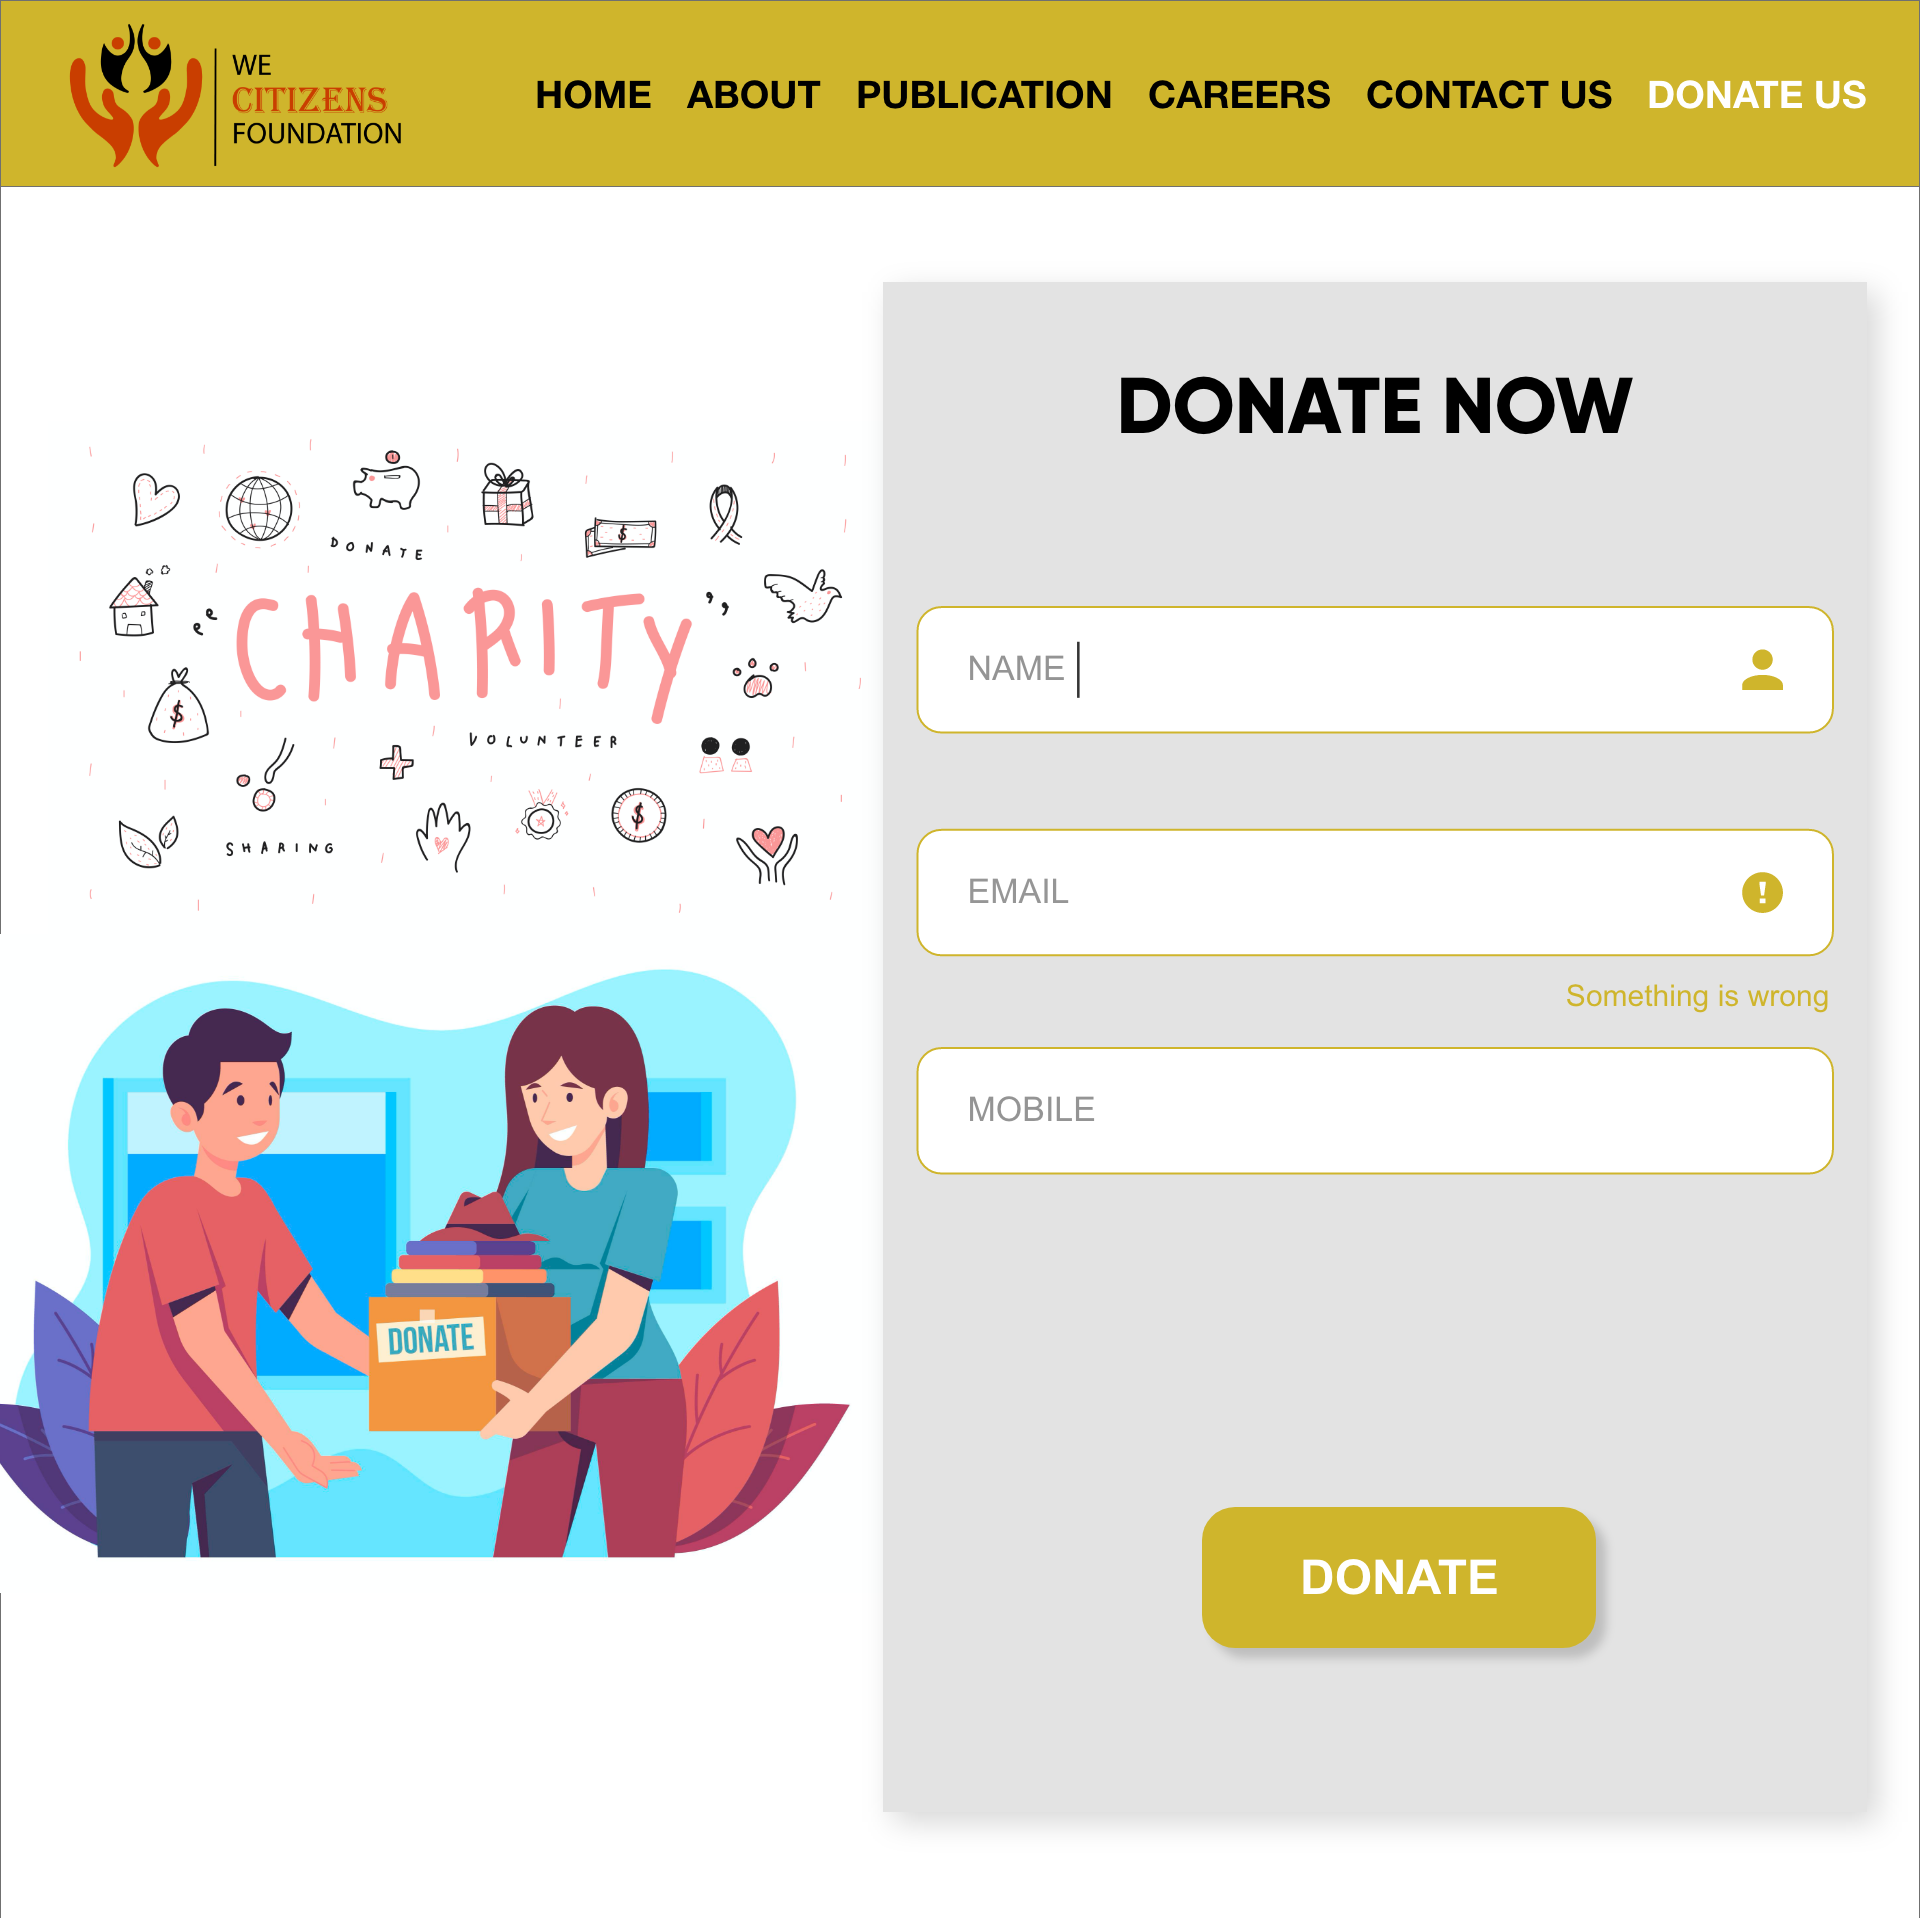 WE
CITIZENS
FOUNDATION
HOME ABOUT PUBLICATION CAREERS CONTACT US DONATE US
DONATE
CHARITY
VOLUNTEER
SHARING
$
$
$
DONATE
DONATE NOW
NAME
EMAIL
!
Something is wrong
MOBILE
DONATE